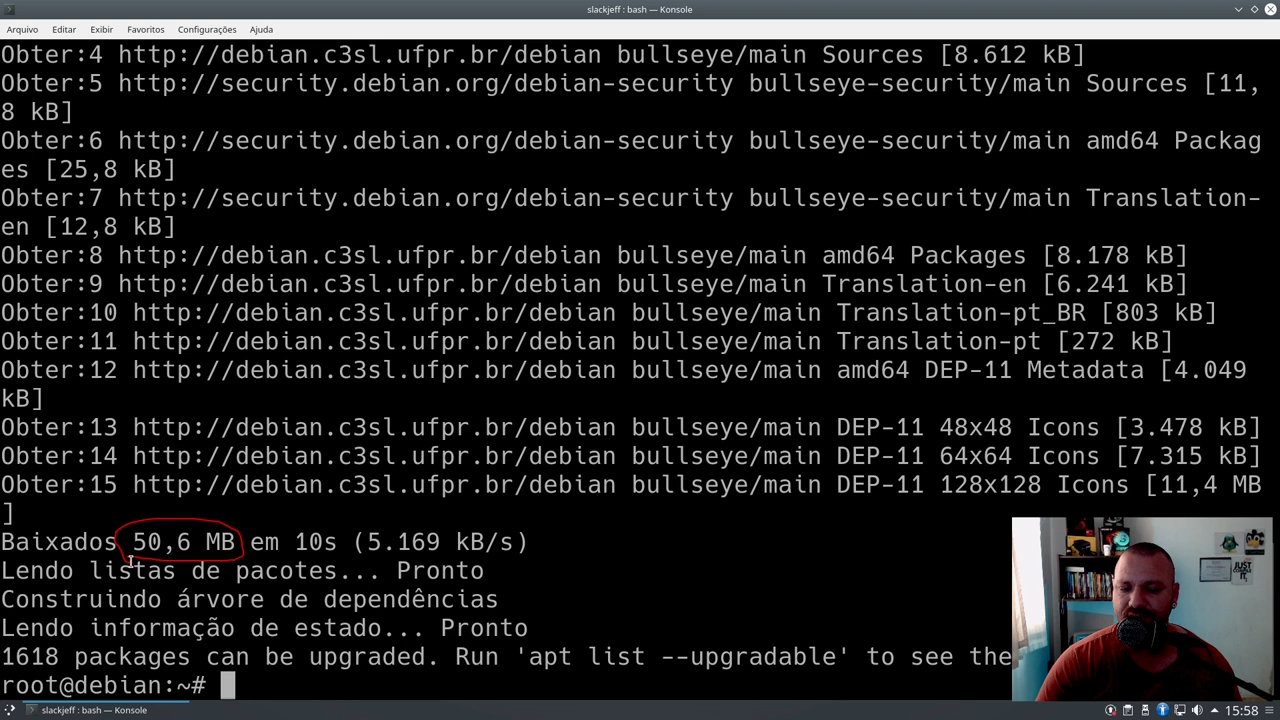 slackjeff : bash — Konsole
Arquivo Editar Exibir Favoritos Configurações Ajuda
Obter:4 http://debian.c3sl.ufpr.br/debian bullseye/main Sources [8.612 kB]
Obter:5 http://security.debian.org/debian-security bullseye-security/main Sources [11,
8 kB]
Obter:6 http://security.debian.org/debian-security bullseye-security/main amd64 Packag
es [25,8 kB]
Obter:7 http://security.debian.org/debian-security bullseye-security/main Translation-
en [12,8 kB]
Obter:8 http://debian.c3sl.ufpr.br/debian bullseye/main amd64 Packages [8.178 kB]
Obter:9 http://debian.c3sl.ufpr.br/debian bullseye/main Translation-en [6.241 kB]
Obter:10 http://debian.c3sl.ufpr.br/debian bullseye/main Translation-pt_BR [803 kB]
Obter:11 http://debian.c3sl.ufpr.br/debian bullseye/main Translation-pt [272 kB]
Obter:12 http://debian.c3sl.ufpr.br/debian bullseye/main amd64 DEP-11 Metadata [4.049
kB]
Obter:13 http://debian.c3sl.ufpr.br/debian bullseye/main DEP-11 48x48 Icons [3.478 kB]
Obter:14 http://debian.c3sl.ufpr.br/debian bullseye/main DEP-11 64x64 Icons [7.315 kB]
Obter:15 http://debian.c3sl.ufpr.br/debian bullseye/main DEP-11 128x128 Icons [11,4 MB
]
Baixados 50,6 MB em 10s (5.169 kB/s)
Lendo listas de pacotes... Pronto
Construindo árvore de dependências
Lendo informação de estado... Pronto
1618 packages can be upgraded. Run 'apt list --upgradable' to see the
root@debian:~#
JUST
IT,
slackjeff : bash — Konsole
15:58